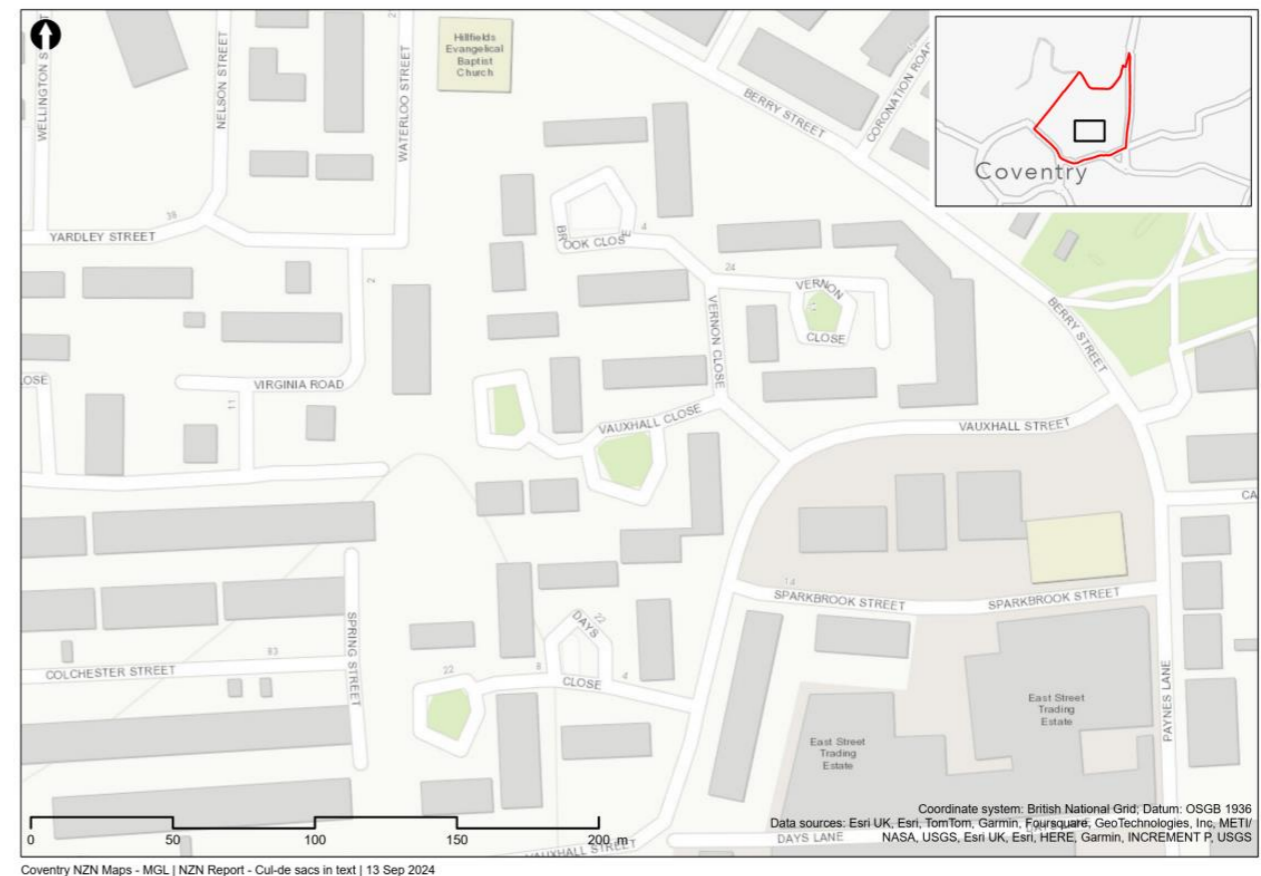 Hillfields
Evangelical
Baptist
Church
WELLINGTON S
NELSON STREET
WATERLOO STREET
2
BERRY STREET
CORONATION ROAD
Coventry
YARDLEY STREET
39
BROOK CLOSE
4
24
VERNON
CLOSE
VERNON CLOSE
BERRY STREET
2
LOSE
VIRGINIA ROAD
11
VAUXHALL CLOSE
VAUXHALL STREET
CA
14
SPARKBROOK STREET
SPARKBROOK STREET
SPRING STREET
COLCHESTER STREET
93
22
8
DAYS
22
CLOSE
4
PAYNES LANE
East Street
Trading
Estate
East Street
Trading
Estate
VAUXHALL STREET
DAYS LANE
0 50 100 150 200 m
Coordinate system: British National Grid; Datum: OSGB 1936
Data sources: Esri UK, Esri, TomTom, Garmin, Foursquare, GeoTechnologies, Inc, METI/
NASA, USGS, Esri UK, Esri, HERE, Garmin, INCREMENT P, USGS
Coventry NZN Maps - MGL | NZN Report - Cul-de sacs in text | 13 Sep 2024